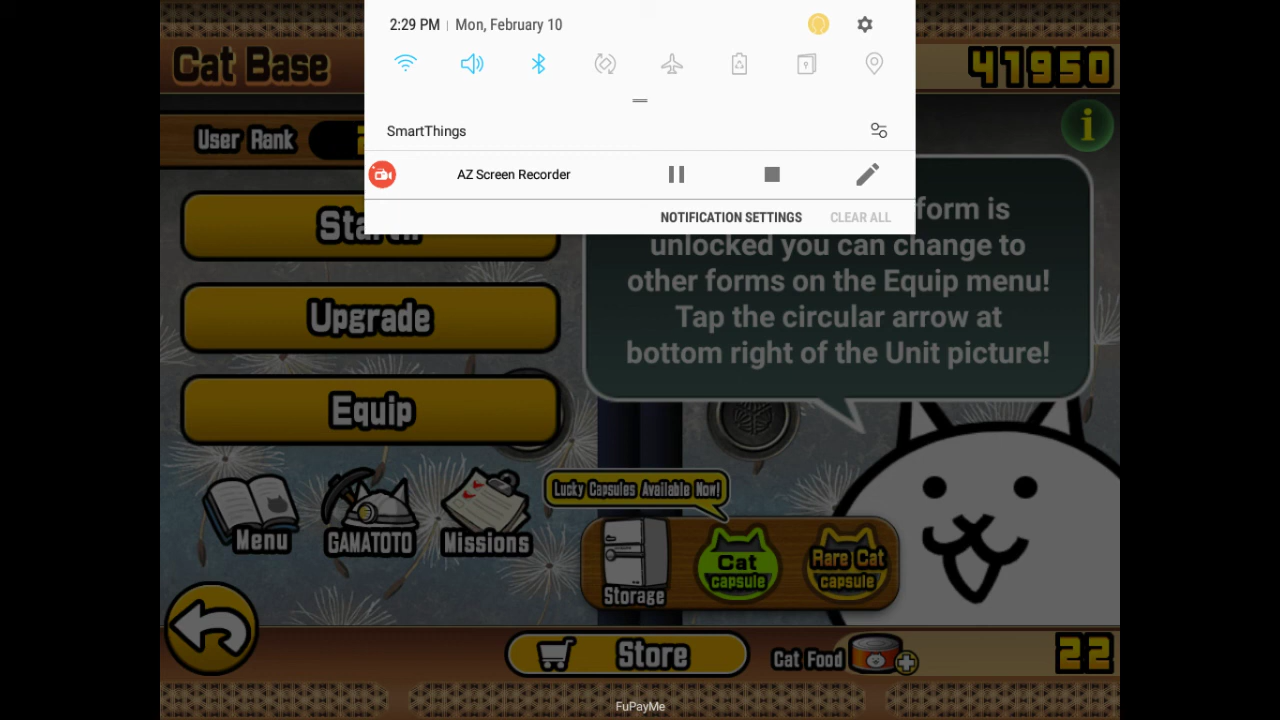 2:29 PM Mon, February 10
Cat Base
41950
SmartThings
User Rank
AZ Screen Recorder
NOTIFICATION SETTINGS CLEAR ALL
form is
unlocked you can change to
other forms on the Equip menu!
Tap the circular arrow at
bottom right of the Unit picture!
Upgrade
Equip
Lucky Capsules Available Now!
Menu
GAMATOTO
Missions
Storage
Cat
capsule
Rare Cat
capsule
Store
Cat Food
22
FuPayMe